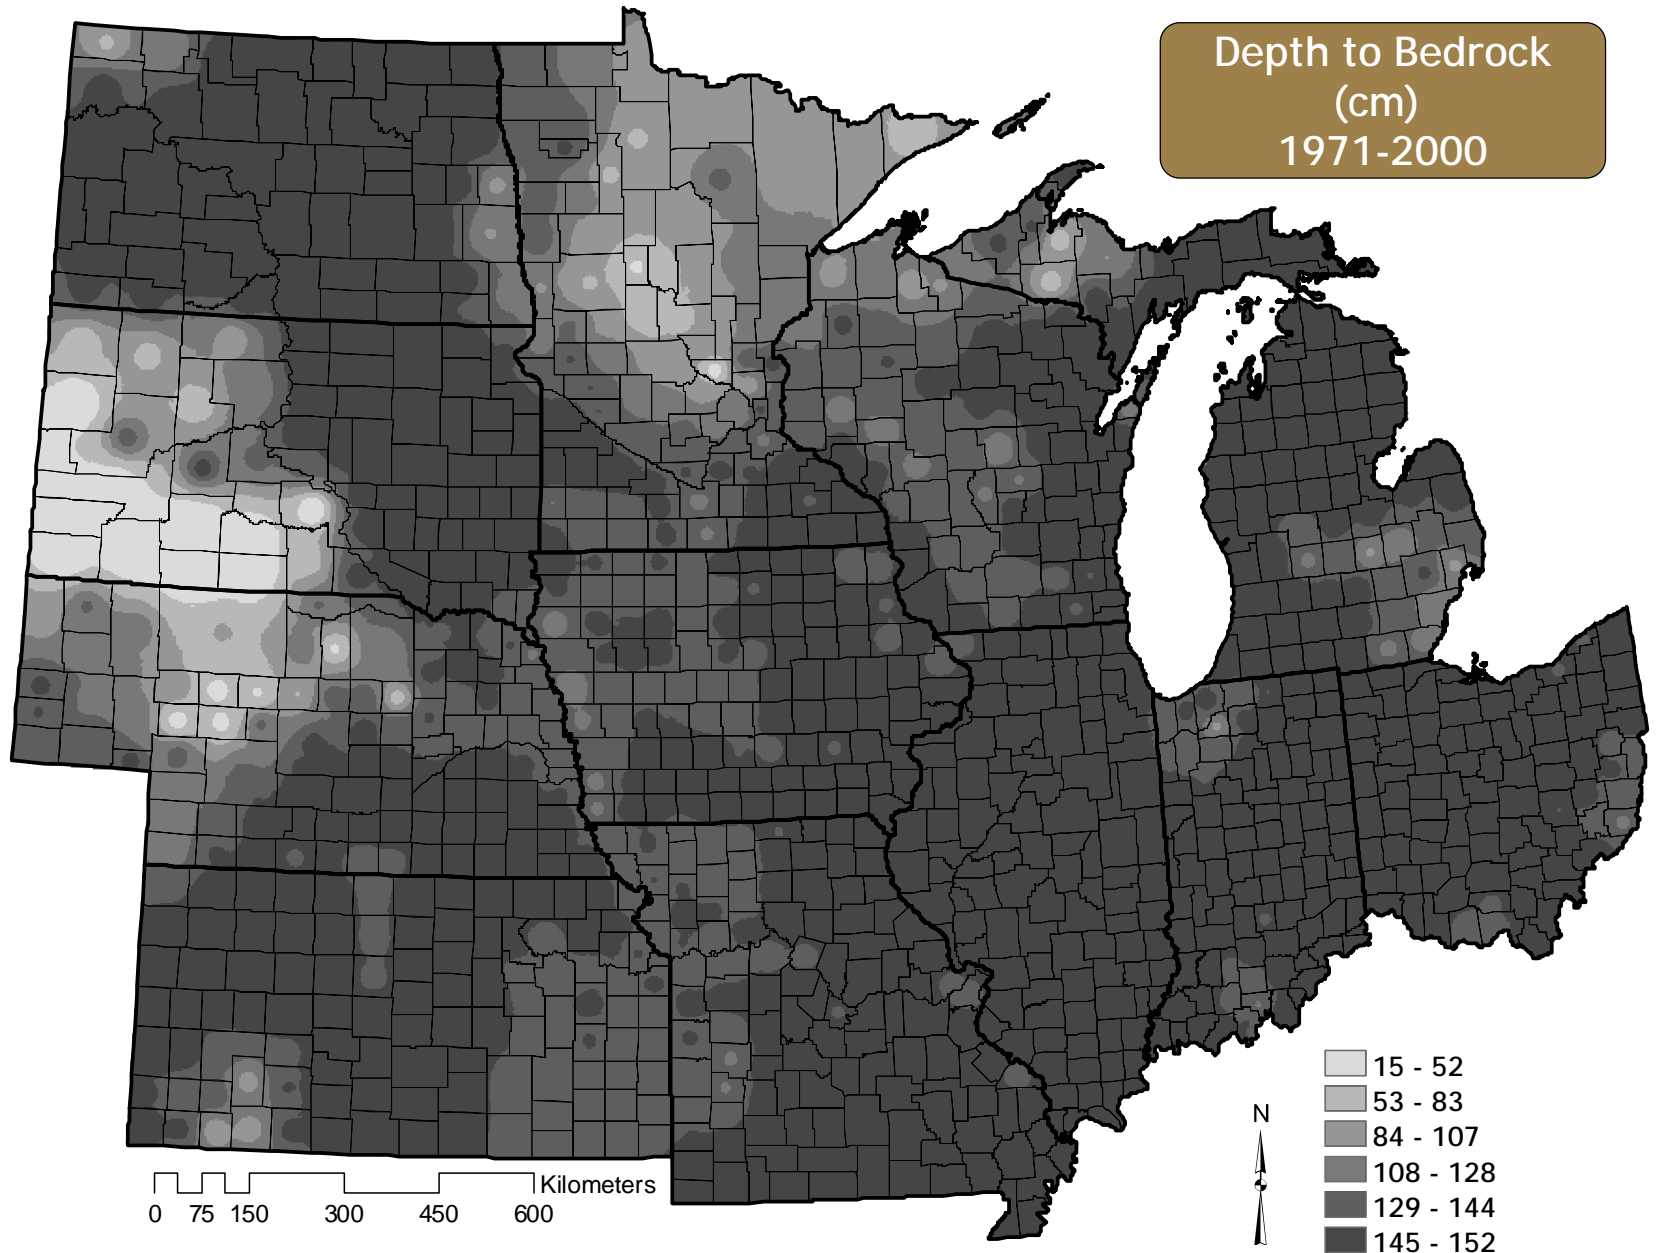 Depth to Bedrock
(cm)
1971-2000
N
15 - 52
53 - 83
84 - 107
108 - 128
129 - 144
145 - 152
Kilometers
0 75 150 300 450 600